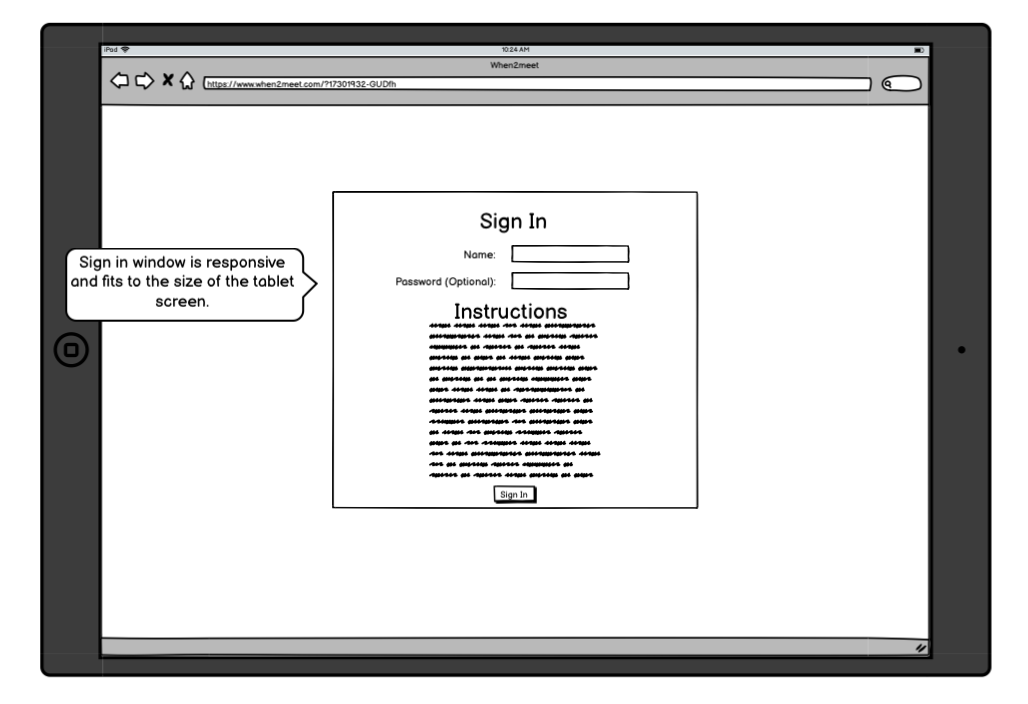 iPad
10:24 AM
When2meet
https://www.when2meet.com/?17301932-GUDfh
Sign In
Name:
Sign in window is responsive
and fits to the size of the tablet
screen.
Password (Optional):
Instructions
Sign In